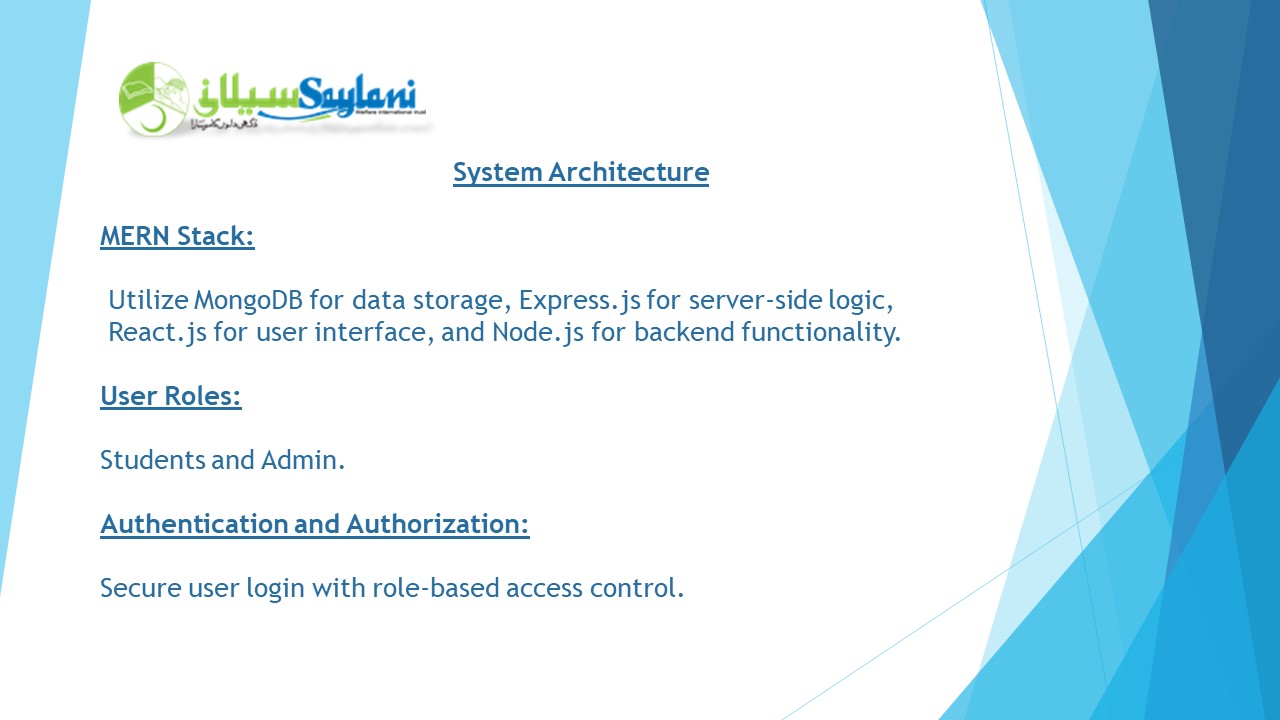 سیلانی Saylani
Welfare International Trust
System Architecture
MERN Stack:
Utilize MongoDB for data storage, Express.js for server-side logic,
React.js for user interface, and Node.js for backend functionality.
User Roles:
Students and Admin.
Authentication and Authorization:
Secure user login with role-based access control.